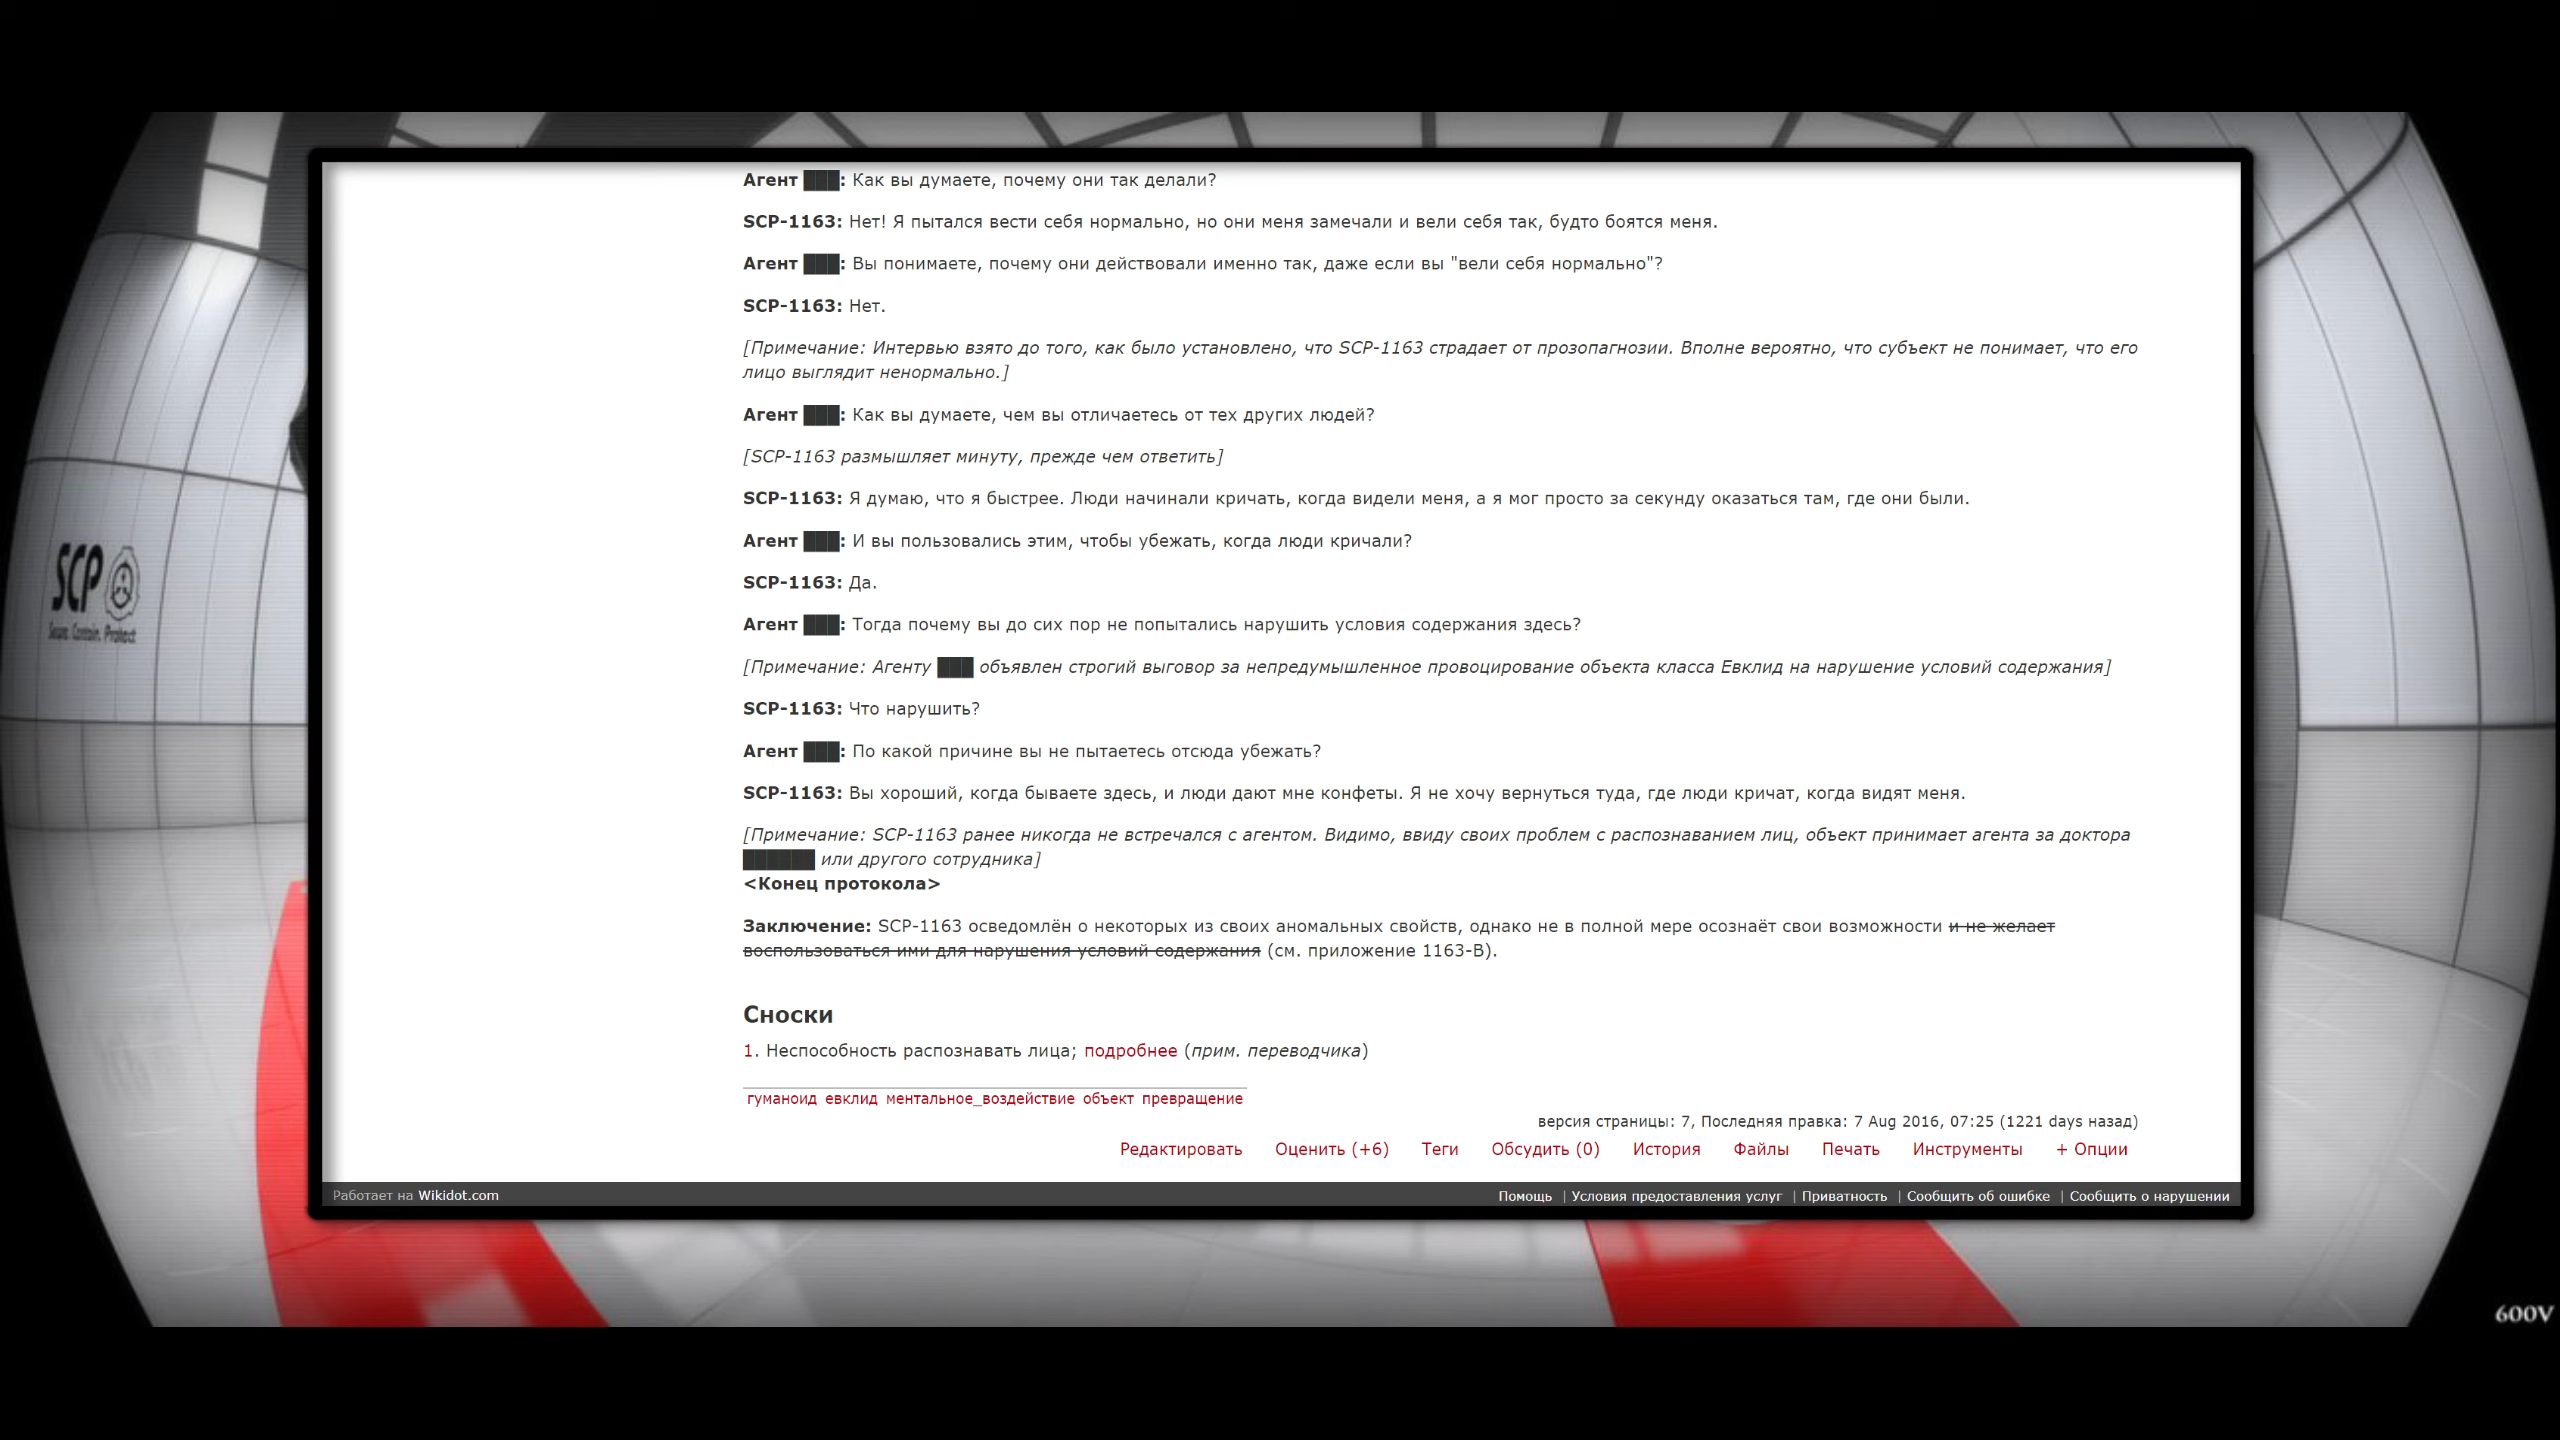 Агент ███: Как вы думаете, почему они так делали?
SCP-1163: Нет! Я пытался вести себя нормально, но они меня замечали и вели себя так, будто боятся меня.
Агент ███: Вы понимаете, почему они действовали именно так, даже если вы "вели себя нормально"?
SCP-1163: Нет.
[Примечание: Интервью взято до того, как было установлено, что SCP-1163 страдает от прозопагнозии. Вполне вероятно, что субъект не понимает, что его
лицо выглядит ненормально.]
Агент ███: Как вы думаете, чем вы отличаетесь от тех других людей?
[SCP-1163 размышляет минуту, прежде чем ответить]
SCP-1163: Я думаю, что я быстрее. Люди начинали кричать, когда видели меня, а я мог просто за секунду оказаться там, где они были.
Агент ███: И вы пользовались этим, чтобы убежать, когда люди кричали?
SCP-1163: Да.
Агент ███: Тогда почему вы до сих пор не попытались нарушить условия содержания здесь?
[Примечание: Агенту ███ объявлен строгий выговор за непредумышленное провоцирование объекта класса Евклид на нарушение условий содержания]
SCP-1163: Что нарушить?
Агент ███: По какой причине вы не пытаетесь отсюда убежать?
SCP-1163: Вы хороший, когда бываете здесь, и люди дают мне конфеты. Я не хочу вернуться туда, где люди кричат, когда видят меня.
[Примечание: SCP-1163 ранее никогда не встречался с агентом. Видимо, ввиду своих проблем с распознаванием лиц, объект принимает агента за доктора
██████ или другого сотрудника]
<Конец протокола>
Заключение: SCP-1163 осведомлён о некоторых из своих аномальных свойств, однако не в полной мере осознаёт свои возможности и не желает
воспользоваться ими для нарушения условий содержания (см. приложение 1163-B).
Сноски
1. Неспособность распознавать лица; подробнее (прим. переводчика)
гуманоид евклид ментальное_воздействие объект превращение
версия страницы: 7, Последняя правка: 7 Aug 2016, 07:25 (1221 days назад)
Редактировать Оценить (+6) Теги Обсудить (0) История Файлы Печать Инструменты + Опции
Работает на Wikidot.com
Помощь | Условия предоставления услуг | Приватность | Сообщить об ошибке | Сообщить о нарушении
SCP
Secure. Contain. Protect
600V